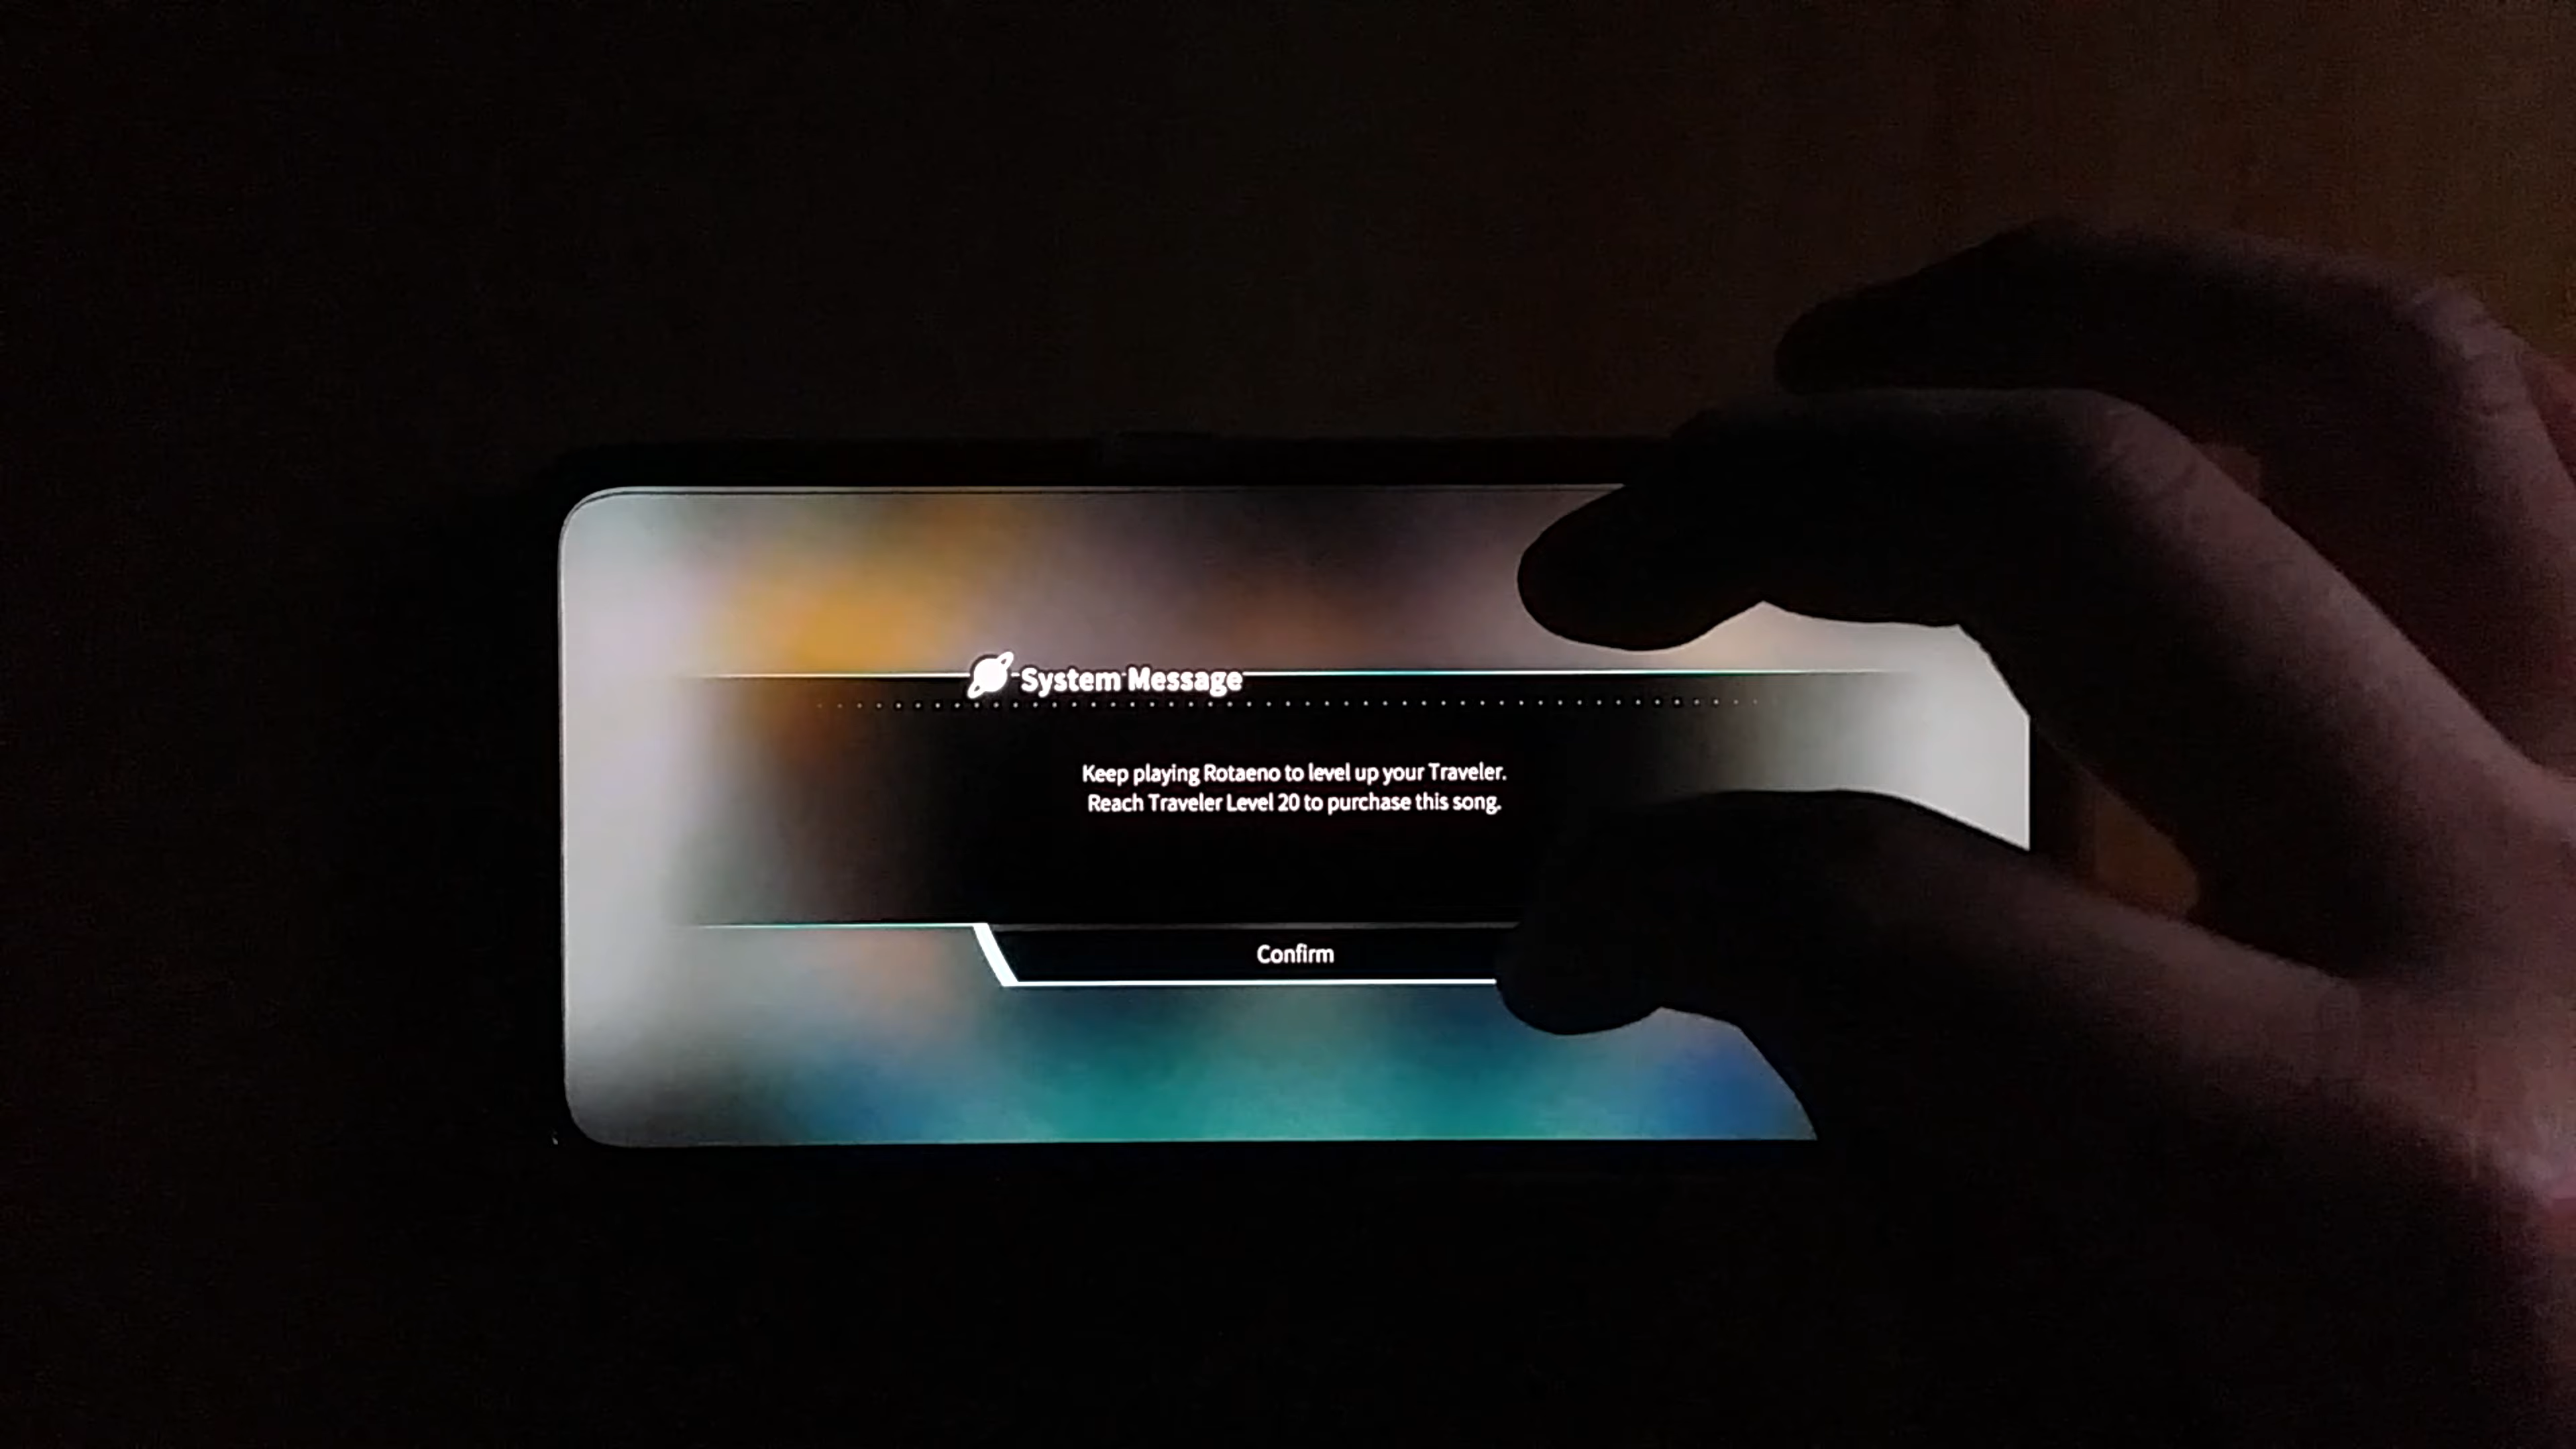 System Message
Keep playing Rotaeno to level up your Traveler.
Reach Traveler Level 20 to purchase this song.
Confirm